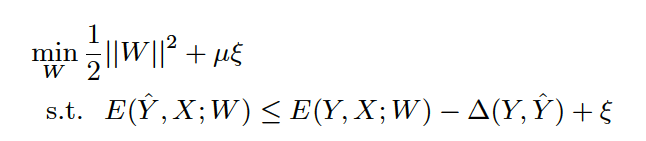 min_W 1/2 ||W||² + μξ
s.t. E(Ŷ, X; W) ≤ E(Y, X; W) − Δ(Y, Ŷ) + ξ